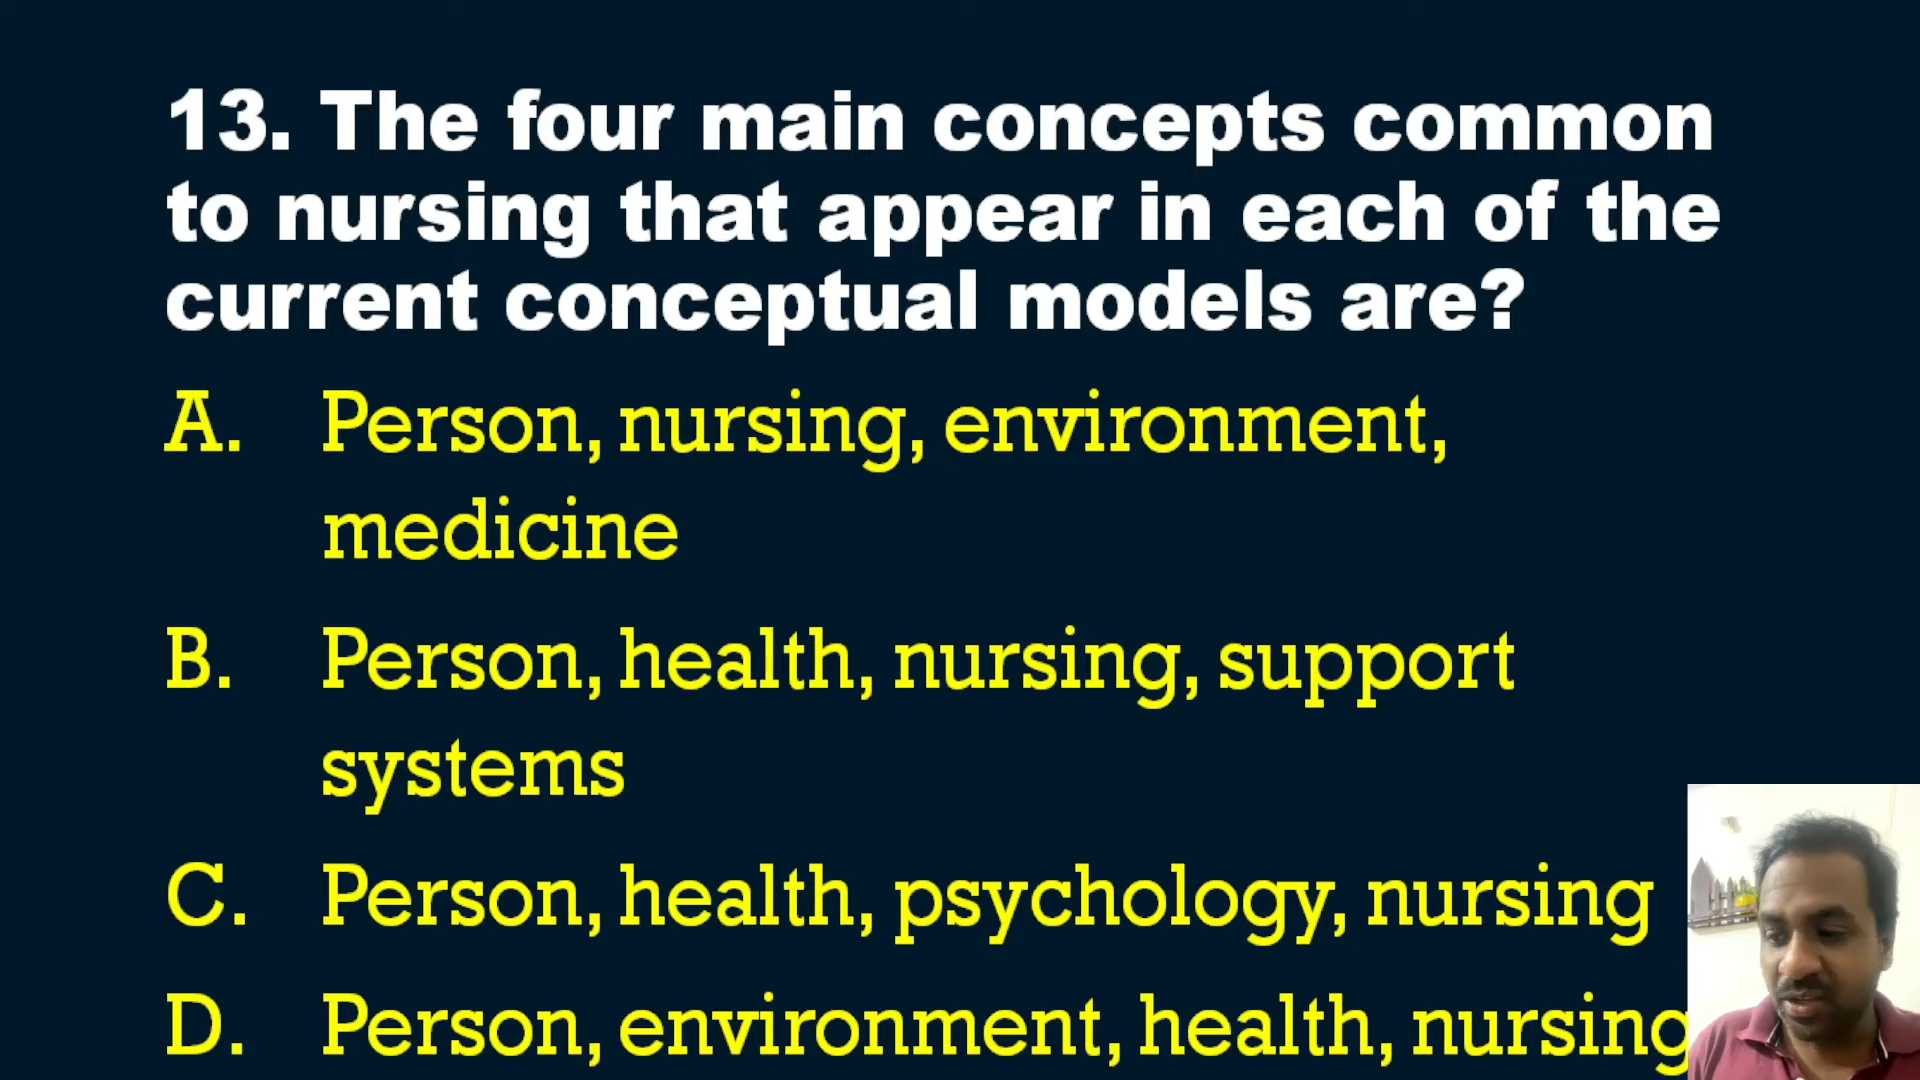 13. The four main concepts common
to nursing that appear in each of the
current conceptual models are?
A. Person, nursing, environment,
medicine
B. Person, health, nursing, support
systems
C. Person, health, psychology, nursing
D. Person, environment, health, nursing